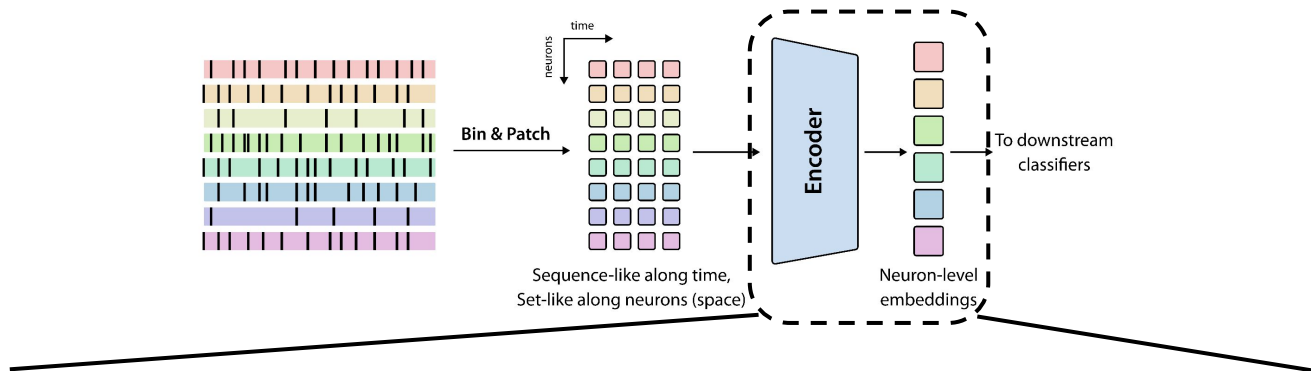 time
neurons
Bin & Patch
Encoder
To downstream
classifiers
Sequence-like along time,
Set-like along neurons (space)
Neuron-level
embeddings